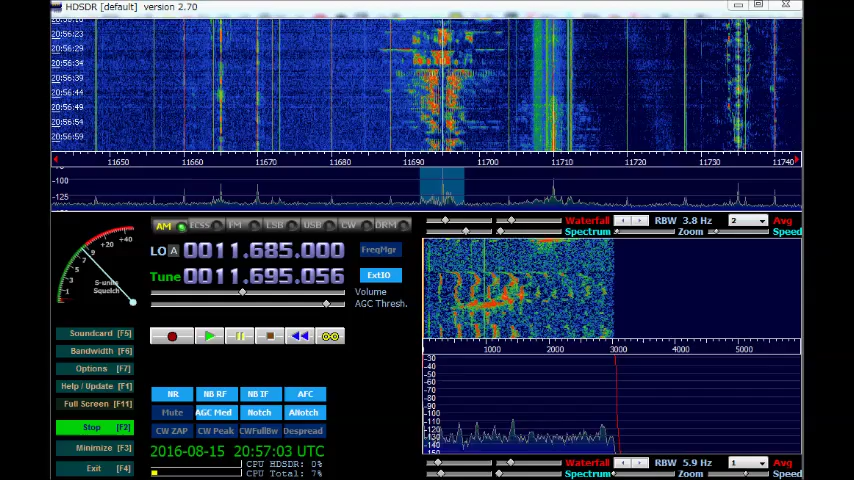 HDSDR [default] version 2.70
20:56:23
20:56:29
20:56:34
20:56:39
20:56:44
20:56:49
20:56:54
20:56:59
11650 11660 11670 11680 11690 11700 11710 11720 11730 11740
-100
-125
AM ECSS FM LSB USB CW DRM
Waterfall RBW 3.8 Hz 2 Avg
Spectrum Zoom Speed
LO A 0011.685.000 FreqMgr
Tune 0011.695.056 ExtIO
Volume
AGC Thresh.
1 3 5 7 9 +20 +40
S-units
Squelch
Soundcard [F5]
Bandwidth [F6]
Options [F7]
Help / Update [F1]
Full Screen [F11]
Stop [F2]
Minimize [F3]
Exit [F4]
NR NB RF NB IF AFC
Mute AGC Med Notch ANotch
CW ZAP CW Peak CWFullBw Despread
2016-08-15 20:57:03 UTC
CPU HDSDR: 0%
CPU Total: 7%
1000 2000 3000 4000 5000
-30
-40
-50
-60
-70
-80
-90
-100
-110
-120
-130
-140
-150
Waterfall RBW 5.9 Hz 1 Avg
Spectrum Zoom Speed